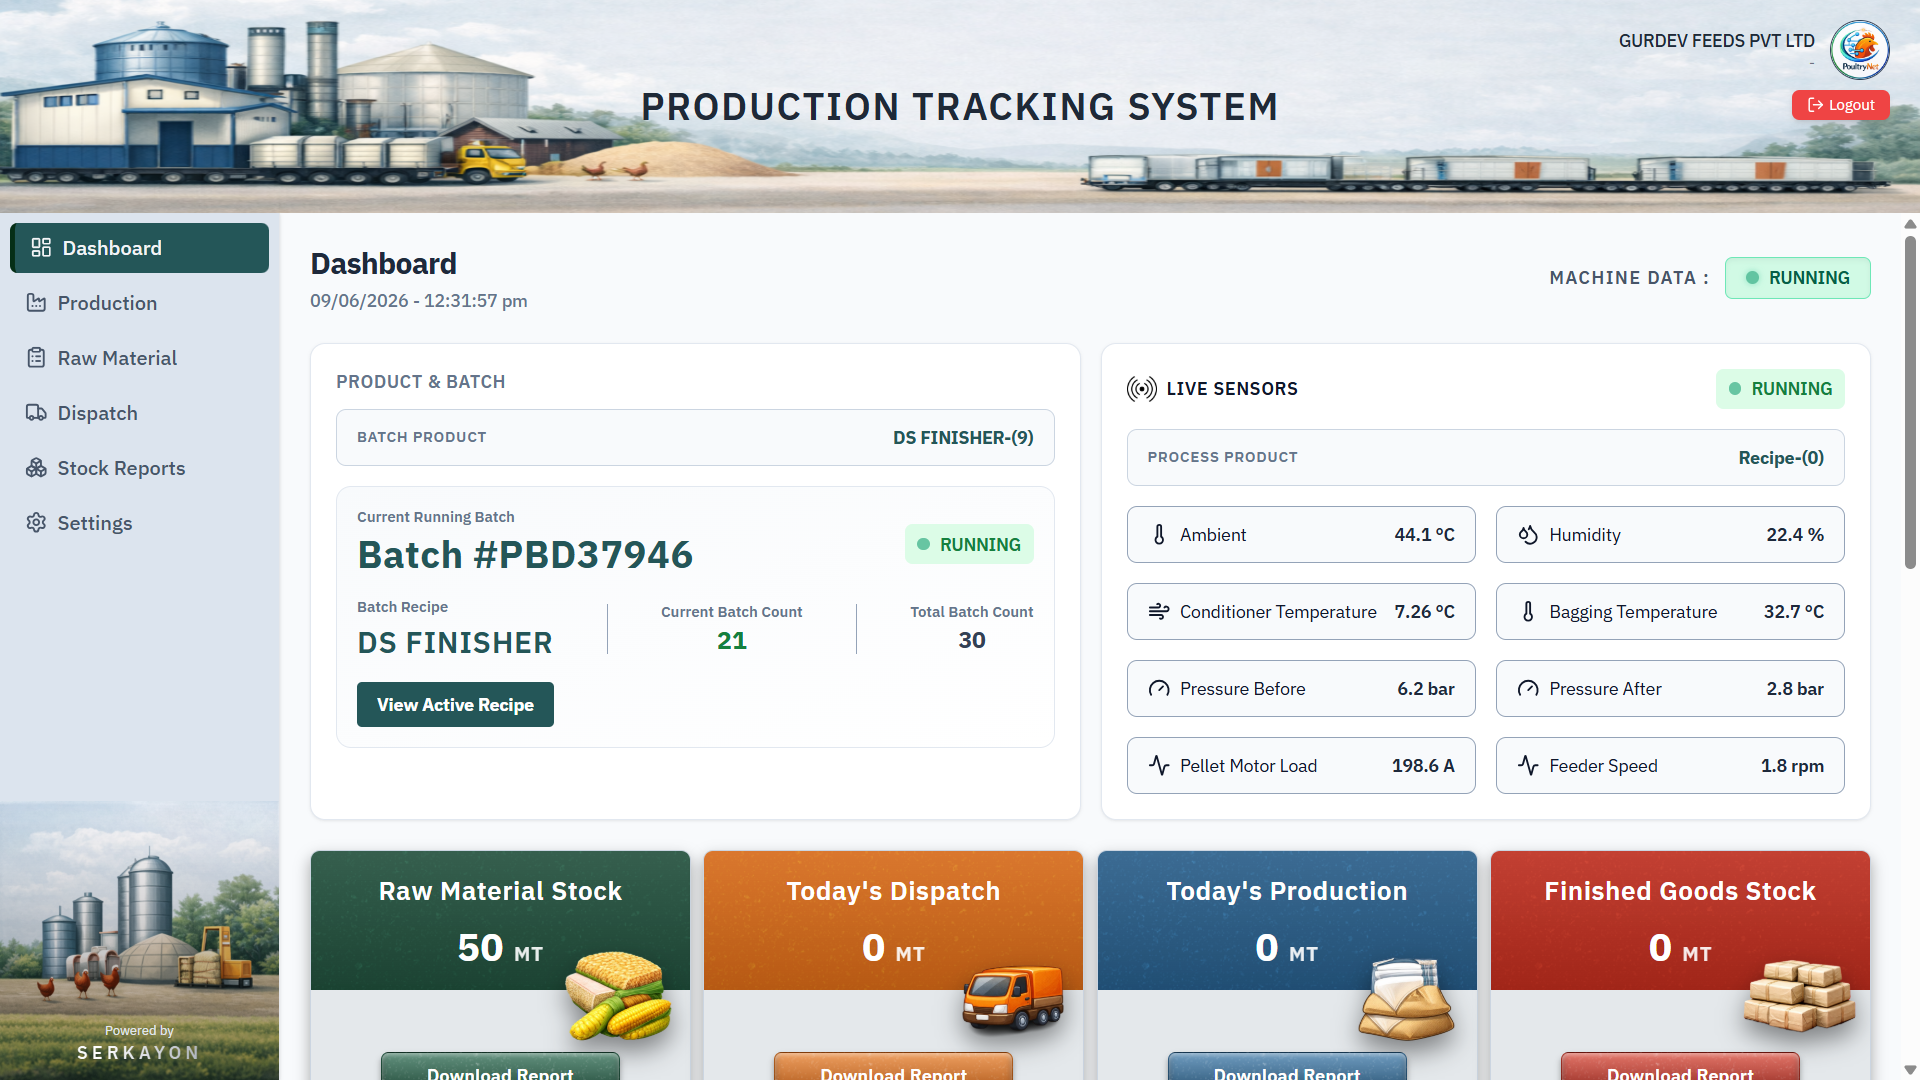 GURDEV FEEDS PVT LTD
-
PoultryNet
PRODUCTION TRACKING SYSTEM
Logout
Dashboard
Production
Raw Material
Dispatch
Stock Reports
Settings
Powered by
SERKAYON
Dashboard
09/06/2026 - 12:31:57 pm
MACHINE DATA :
RUNNING
PRODUCT & BATCH
BATCH PRODUCT
DS FINISHER-(9)
Current Running Batch
Batch #PBD37946
RUNNING
Batch Recipe
DS FINISHER
Current Batch Count
21
Total Batch Count
30
View Active Recipe
LIVE SENSORS
RUNNING
PROCESS PRODUCT
Recipe-(0)
Ambient
44.1 °C
Humidity
22.4 %
Conditioner Temperature
7.26 °C
Bagging Temperature
32.7 °C
Pressure Before
6.2 bar
Pressure After
2.8 bar
Pellet Motor Load
198.6 A
Feeder Speed
1.8 rpm
Raw Material Stock
50 MT
Download Report
Today's Dispatch
0 MT
Download Report
Today's Production
0 MT
Download Report
Finished Goods Stock
0 MT
Download Report